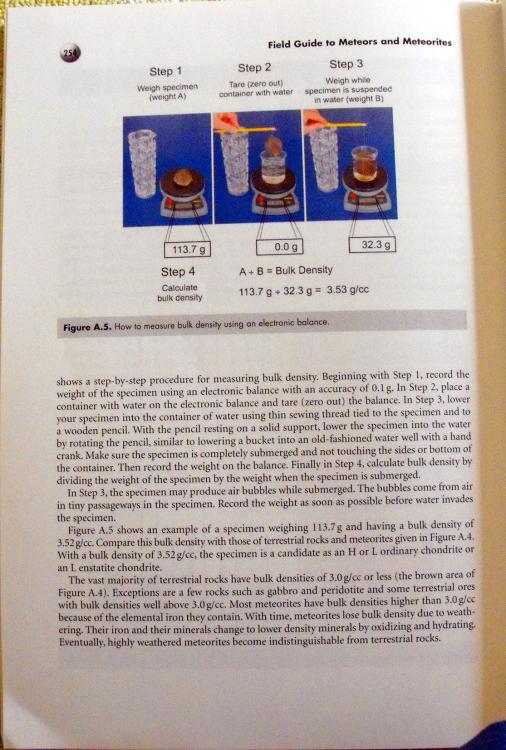 254
Field Guide to Meteors and Meteorites
Step 1
Weigh specimen
(weight A)
Step 2
Tare (zero out)
container with water
Step 3
Weigh while
specimen is suspended
in water (weight B)
113.7 g
0.0 g
32.3 g
Step 4
Calculate
bulk density
A ÷ B = Bulk Density
113.7 g ÷ 32.3 g = 3.53 g/cc
Figure A.5. How to measure bulk density using an electronic balance.
shows a step-by-step procedure for measuring bulk density. Beginning with Step 1, record the
weight of the specimen using an electronic balance with an accuracy of 0.1 g. In Step 2, place a
container with water on the electronic balance and tare (zero out) the balance. In Step 3, lower
your specimen into the container of water using thin sewing thread tied to the specimen and to
a wooden pencil. With the pencil resting on a solid support, lower the specimen into the water
by rotating the pencil, similar to lowering a bucket into an old-fashioned water well with a hand
crank. Make sure the specimen is completely submerged and not touching the sides or bottom of
the container. Then record the weight on the balance. Finally in Step 4, calculate bulk density by
dividing the weight of the specimen by the weight when the specimen is submerged.
In Step 3, the specimen may produce air bubbles while submerged. The bubbles come from air
in tiny passageways in the specimen. Record the weight as soon as possible before water invades
the specimen.
Figure A.5 shows an example of a specimen weighing 113.7 g and having a bulk density of
3.52 g/cc. Compare this bulk density with those of terrestrial rocks and meteorites given in Figure A.4.
With a bulk density of 3.52 g/cc, the specimen is a candidate as an H or L ordinary chondrite or
an L enstatite chondrite.
The vast majority of terrestrial rocks have bulk densities of 3.0 g/cc or less (the brown area of
Figure A.4). Exceptions are a few rocks such as gabbro and peridotite and some terrestrial ores
with bulk densities well above 3.0 g/cc. Most meteorites have bulk densities higher than 3.0 g/cc
because of the elemental iron they contain. With time, meteorites lose bulk density due to weath-
ering. Their iron and their minerals change to lower density minerals by oxidizing and hydrating.
Eventually, highly weathered meteorites become indistinguishable from terrestrial rocks.